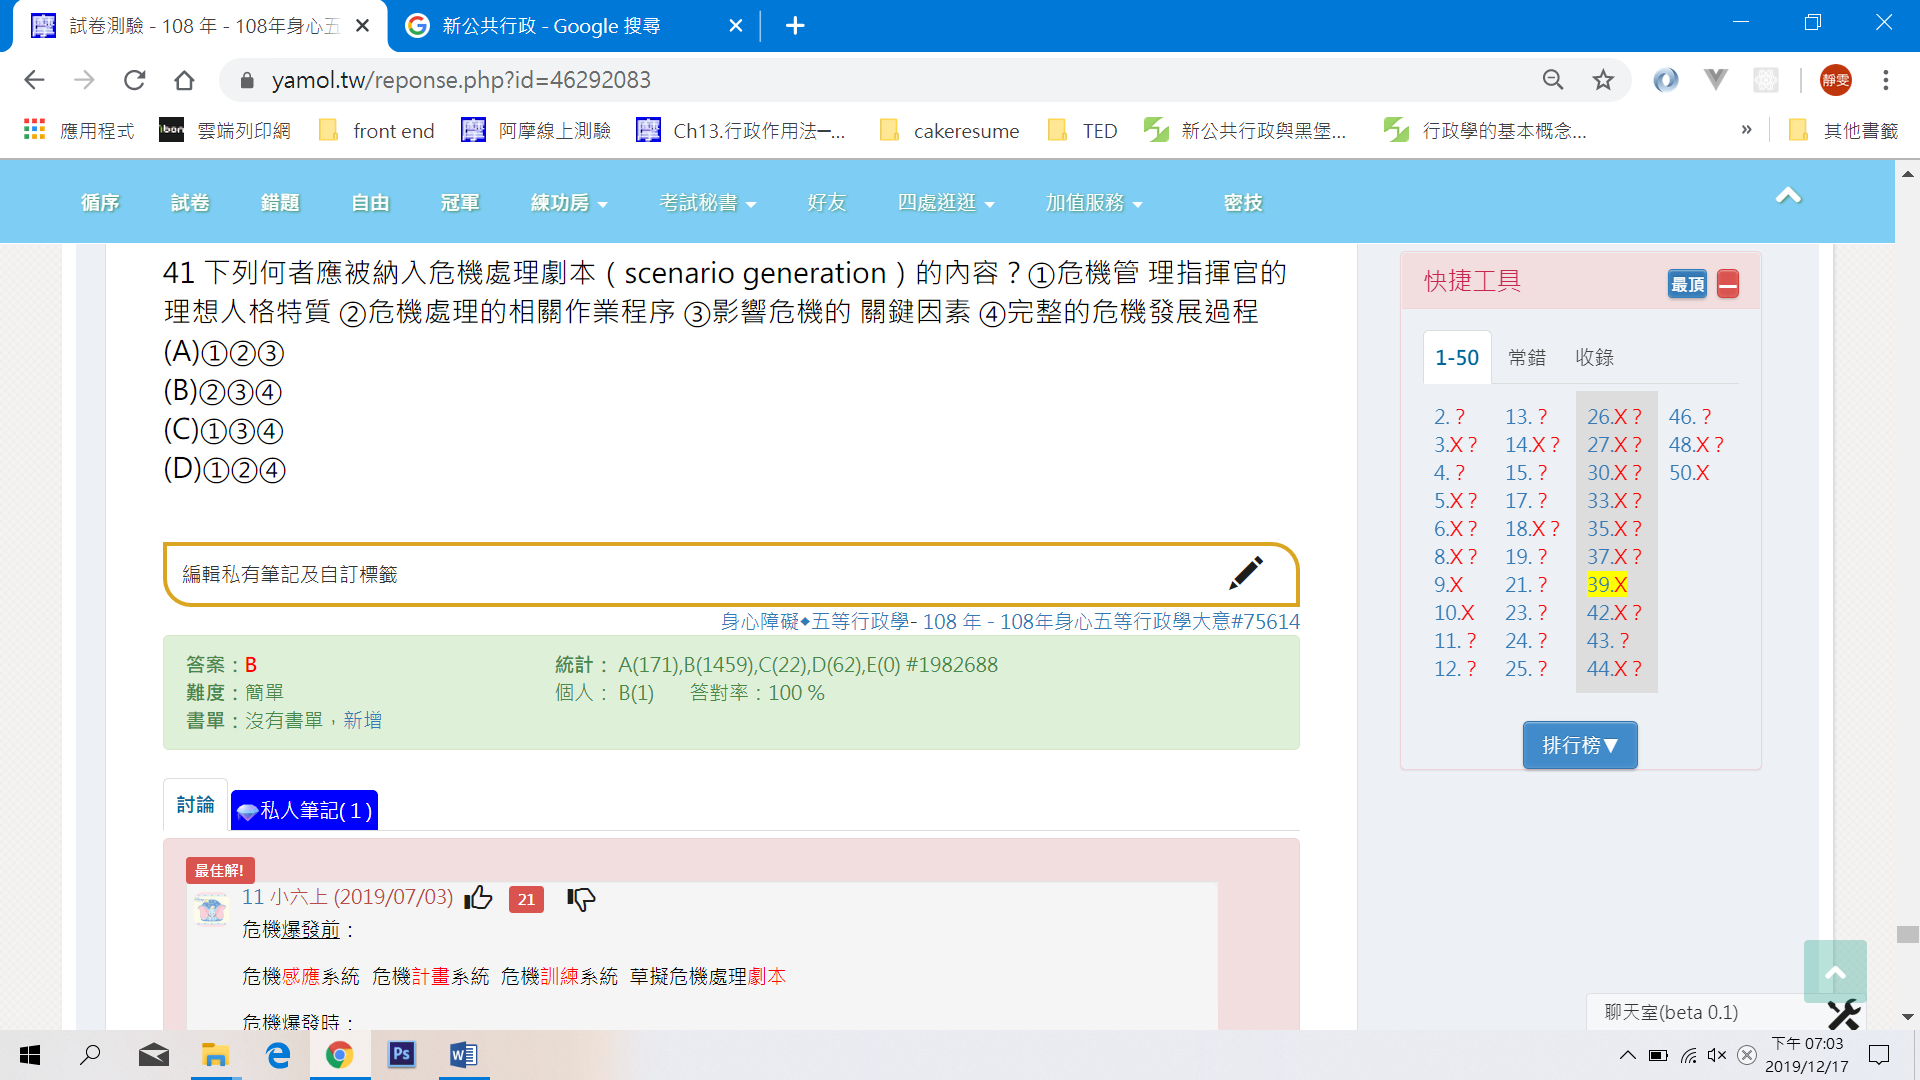 試卷測驗 - 108 年 - 108年身心五
新公共行政 - Google 搜尋
yamol.tw/reponse.php?id=46292083
靜雯
應用程式
ibon
雲端列印網
front end
摩
阿摩線上測驗
摩
Ch13.行政作用法—...
cakeresume
TED
新公共行政與黑堡...
行政學的基本概念...
»
其他書籤
循序
試卷
錯題
自由
冠軍
練功房
考試秘書
好友
四處逛逛
加值服務
密技
41 下列何者應被納入危機處理劇本（scenario generation）的內容？①危機管 理指揮官的
理想人格特質 ②危機處理的相關作業程序 ③影響危機的 關鍵因素 ④完整的危機發展過程
(A)①②③
(B)②③④
(C)①③④
(D)①②④
編輯私有筆記及自訂標籤
身心障礙◆五等行政學- 108 年 - 108年身心五等行政學大意#75614
答案：B
統計： A(171),B(1459),C(22),D(62),E(0) #1982688
難度：簡單
個人： B(1) 答對率：100 %
書單：沒有書單，新增
討論
私人筆記( 1 )
最佳解!
11 小六上 (2019/07/03) 21
危機爆發前：
危機感應系統 危機計畫系統 危機訓練系統 草擬危機處理劇本
危機爆發時：
快捷工具
最頂
1-50
常錯
收錄
2. ? 13. ? 26.X ? 46. ?
3.X ? 14.X ? 27.X ? 48.X ?
4. ? 15. ? 30.X ? 50.X
5.X ? 17. ? 33.X ?
6.X ? 18.X ? 35.X ?
8.X ? 19. ? 37.X ?
9.X 21. ? 39.X
10.X 23. ? 42.X ?
11. ? 24. ? 43. ?
12. ? 25. ? 44.X ?
排行榜▼
聊天室(beta 0.1)
Ps
下午 07:03
2019/12/17